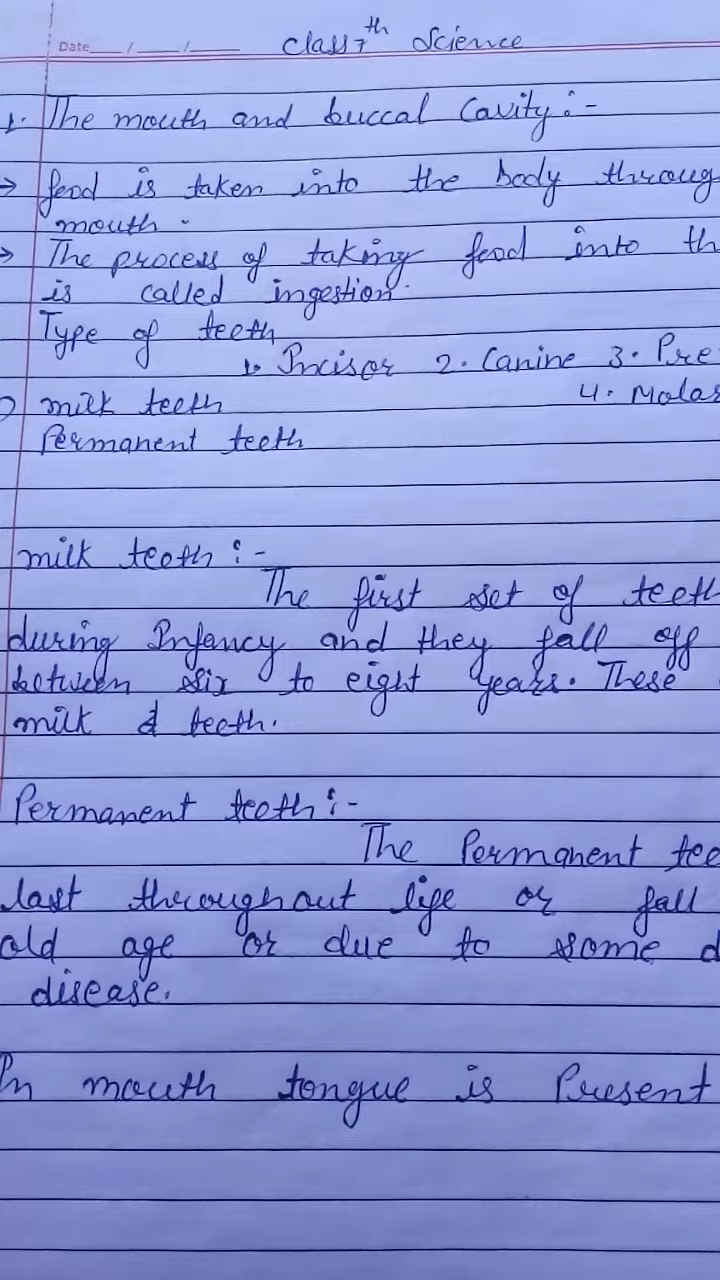 Date __/__/__ Class 7th Science
1. The mouth and buccal Cavity :-
→ food is taken into the body throug
mouth.
→ The process of taking food into th
is called ingestion.
Type of teeth
1. Incisor 2. Canine 3. Pre
milk teeth 4. Molar
Permanent teeth
milk teeth :-
The first set of teeth
during Infancy and they fall off
between six to eight years. These
milk teeth.
Permanent teeth :-
The Permanent tee
last throughout life or fall
old age or due to some d
disease.
In mouth tongue is Present